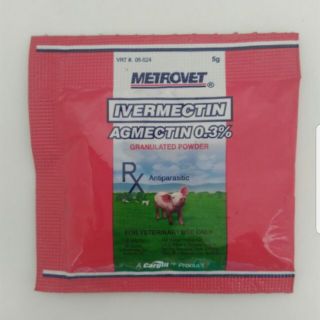 VRT #. 05-024 5g
METROVET ®
IVERMECTIN
AGMECTIN 0.3%
GRANULATED POWDER
Rx Antiparasitic
FOR VETERINARY USE ONLY
A Cargill ™ Product